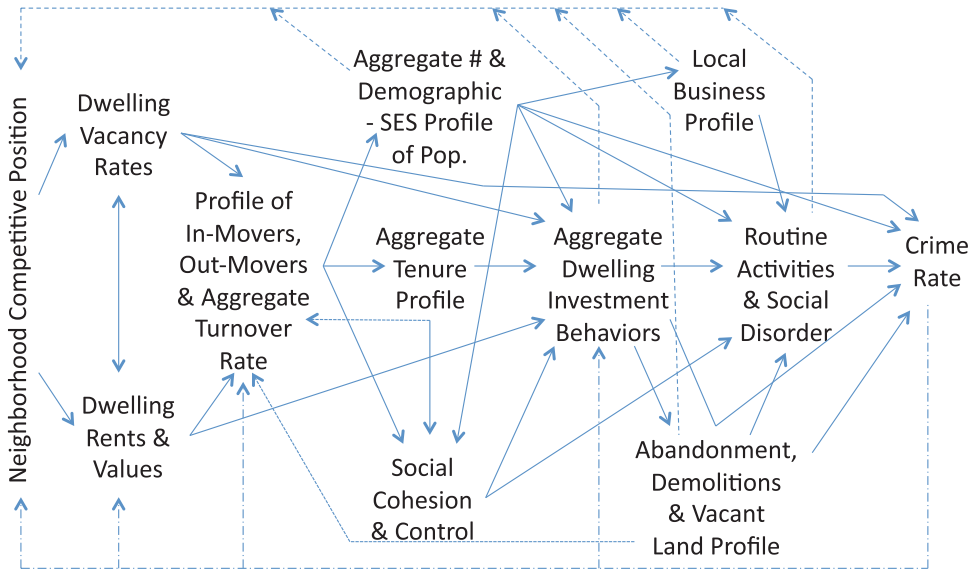 Neighborhood Competitive Position
Dwelling
Vacancy
Rates
Dwelling
Rents &
Values
Profile of
In-Movers,
Out-Movers
& Aggregate
Turnover
Rate
Aggregate # &
Demographic
- SES Profile
of Pop.
Aggregate
Tenure
Profile
Social
Cohesion
& Control
Aggregate
Dwelling
Investment
Behaviors
Local
Business
Profile
Routine
Activities
& Social
Disorder
Abandonment,
Demolitions
& Vacant
Land Profile
Crime
Rate